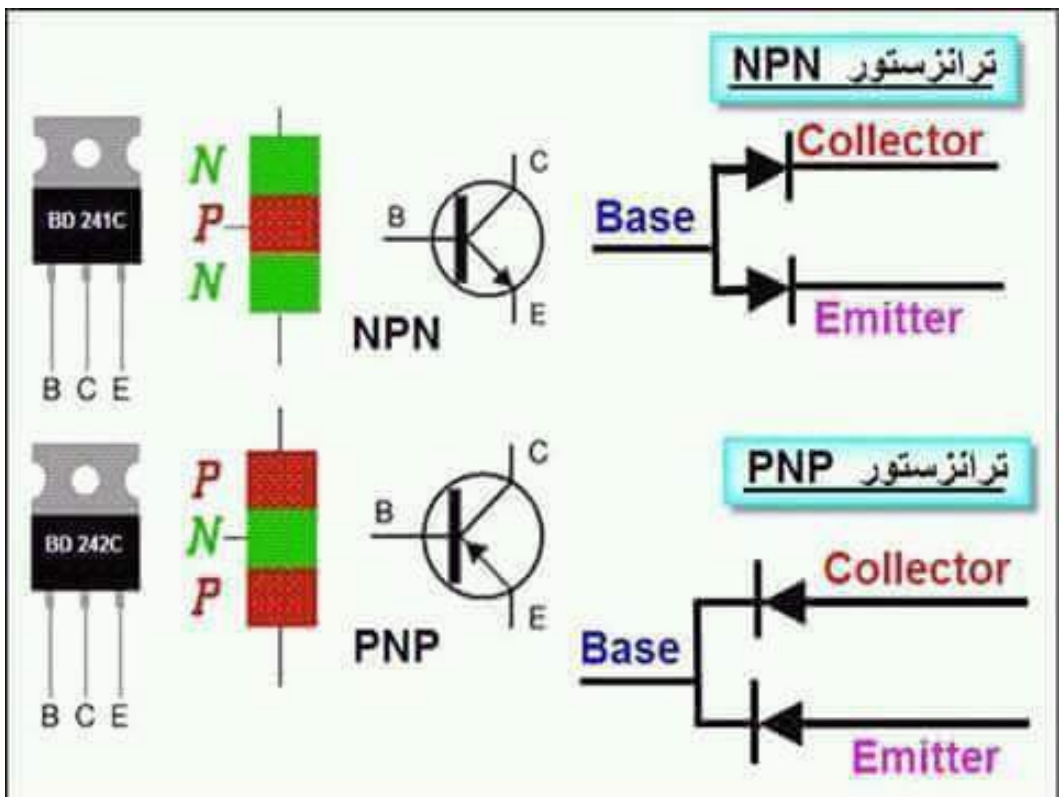 NPN ترانزستور
Collector
Base
Emitter
BD 241C
B C E
N
P
N
B
C
E
NPN
PNP ترانزستور
Collector
Base
Emitter
BD 242C
B C E
P
N
P
B
C
E
PNP